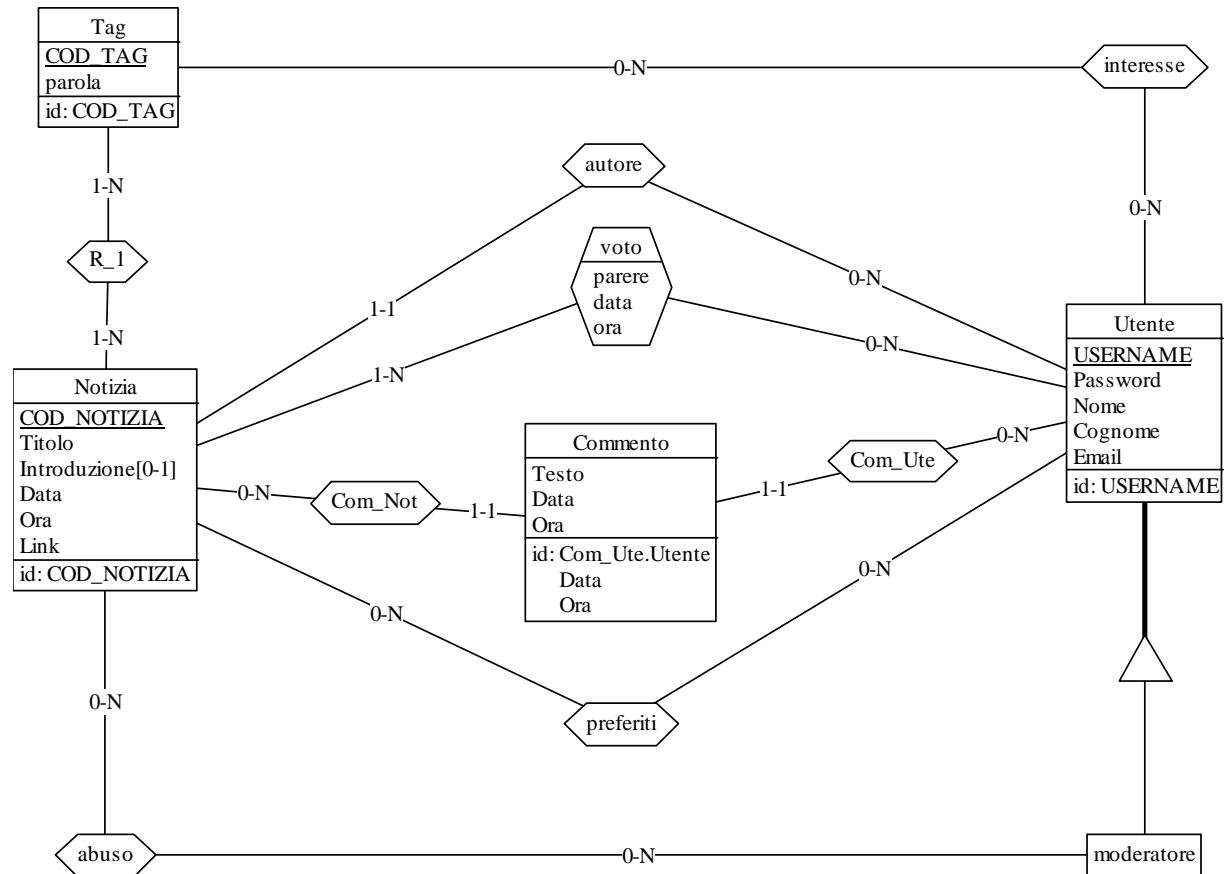 Tag
COD_TAG
parola
id: COD_TAG
0-N
interesse
1-N
autore
0-N
R_1
voto
parere
data
ora
0-N
1-1
1-N
0-N
1-N
Utente
USERNAME
Password
Nome
Cognome
Email
id: USERNAME
Notizia
COD_NOTIZIA
Titolo
Introduzione[0-1]
Data
Ora
Link
id: COD_NOTIZIA
0-N
Com_Not
1-1
Commento
Testo
Data
Ora
id: Com_Ute.Utente
Data
Ora
1-1
Com_Ute
0-N
0-N
0-N
preferiti
0-N
abuso
0-N
moderatore